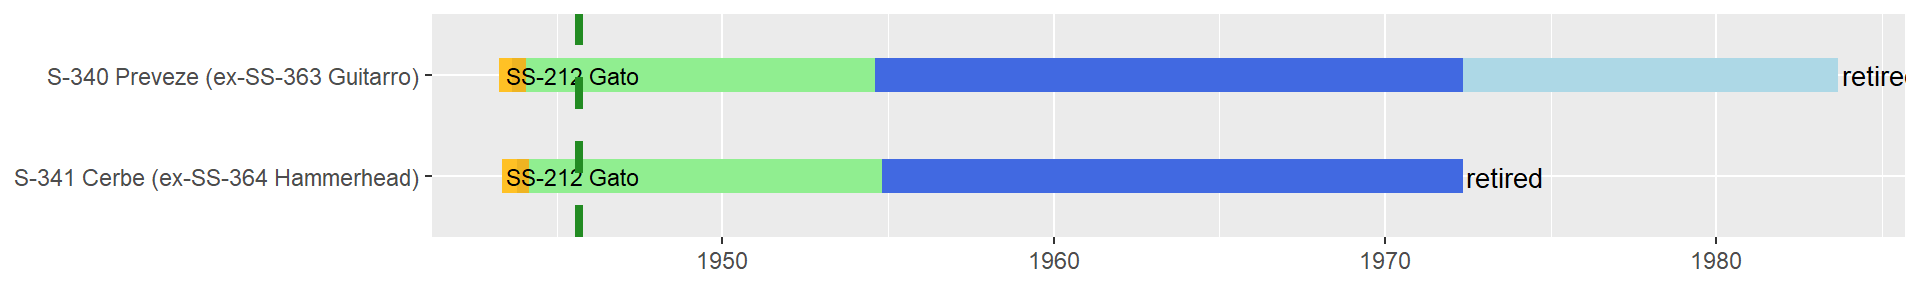 S-340 Preveze (ex-SS-363 Guitarro)
SS-212 Gato
retire
S-341 Cerbe (ex-SS-364 Hammerhead)
SS-212 Gato
retired
1950
1960
1970
1980